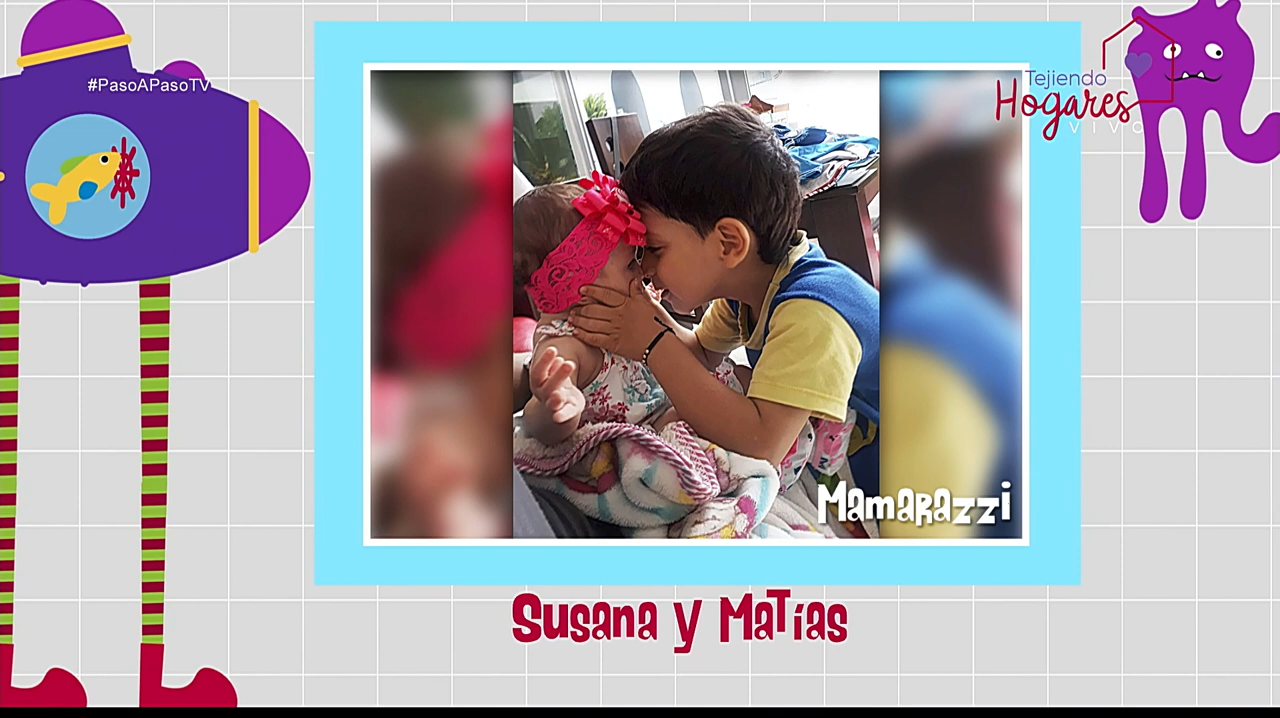 #PasoAPasoTV
Tejiendo
Hogares
VIVO
Mamarazzi
Susana y Matías